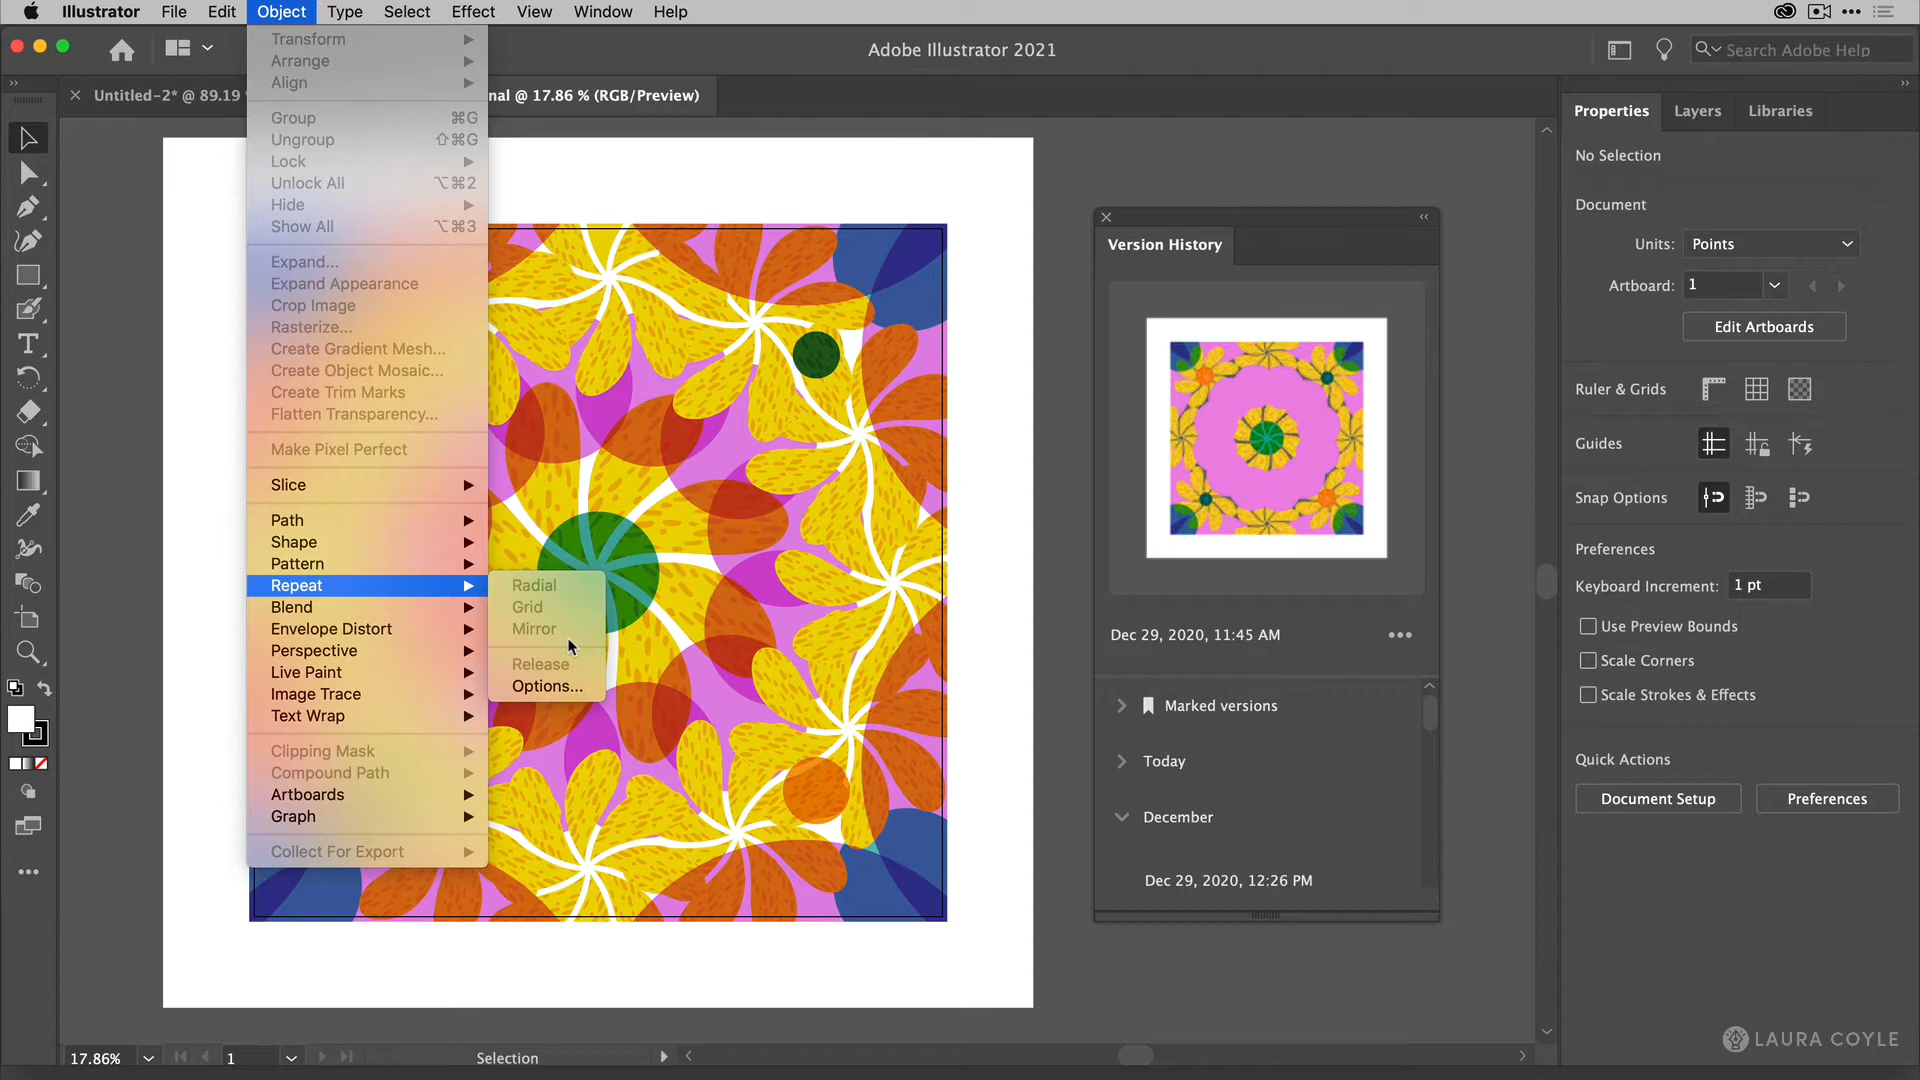 Illustrator File Edit Object Type Select Effect View Window Help
Adobe Illustrator 2021
Search Adobe Help
Untitled-2* @ 89.19
nal @ 17.86 % (RGB/Preview)
Transform
Arrange
Align
Group ⌘G
Ungroup ⇧⌘G
Lock
Unlock All ⌥⌘2
Hide
Show All ⌥⌘3
Expand...
Expand Appearance
Crop Image
Rasterize...
Create Gradient Mesh...
Create Object Mosaic...
Create Trim Marks
Flatten Transparency...
Make Pixel Perfect
Slice
Path
Shape
Pattern
Repeat
Blend
Envelope Distort
Perspective
Live Paint
Image Trace
Text Wrap
Clipping Mask
Compound Path
Artboards
Graph
Collect For Export
Radial
Grid
Mirror
Release
Options...
Version History
Dec 29, 2020, 11:45 AM
Marked versions
Today
December
Dec 29, 2020, 12:26 PM
Properties Layers Libraries
No Selection
Document
Units: Points
Artboard: 1
Edit Artboards
Ruler & Grids
Guides
Snap Options
Preferences
Keyboard Increment: 1 pt
Use Preview Bounds
Scale Corners
Scale Strokes & Effects
Quick Actions
Document Setup Preferences
LAURA COYLE
17.86% 1 Selection